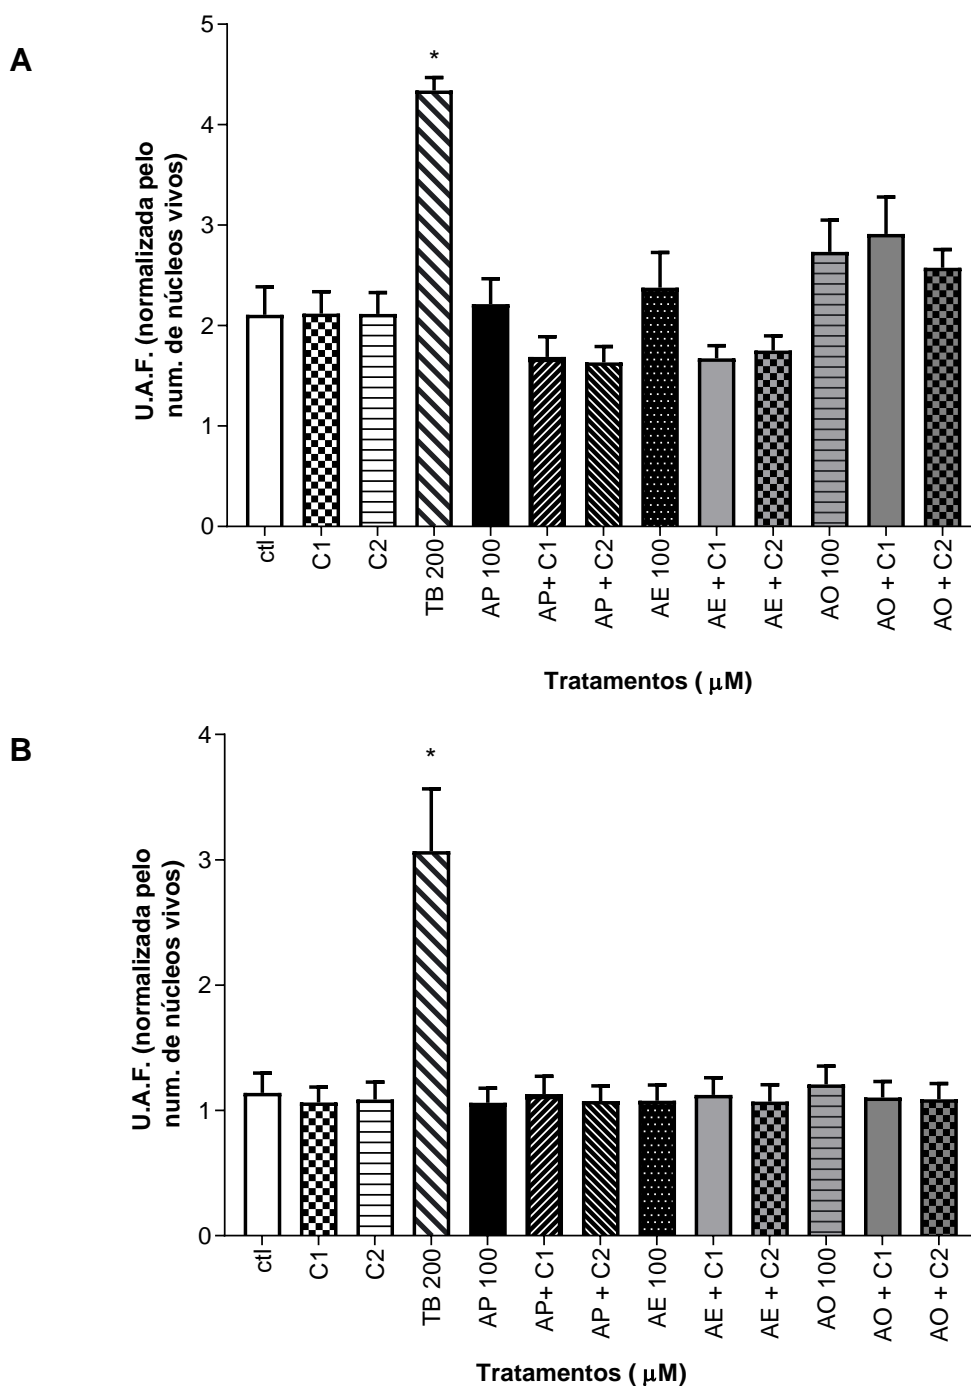 A
5
4
3
2
1
0
U.A.F. (normalizada pelo
num. de núcleos vivos)
*
ctl
C1
C2
TB 200
AP 100
AP+ C1
AP + C2
AE 100
AE + C1
AE + C2
AO 100
AO + C1
AO + C2
Tratamentos ( μM)
B
4
3
2
1
0
U.A.F. (normalizada pelo
num. de núcleos vivos)
*
ctl
C1
C2
TB 200
AP 100
AP+ C1
AP + C2
AE 100
AE + C1
AE + C2
AO 100
AO + C1
AO + C2
Tratamentos ( μM)